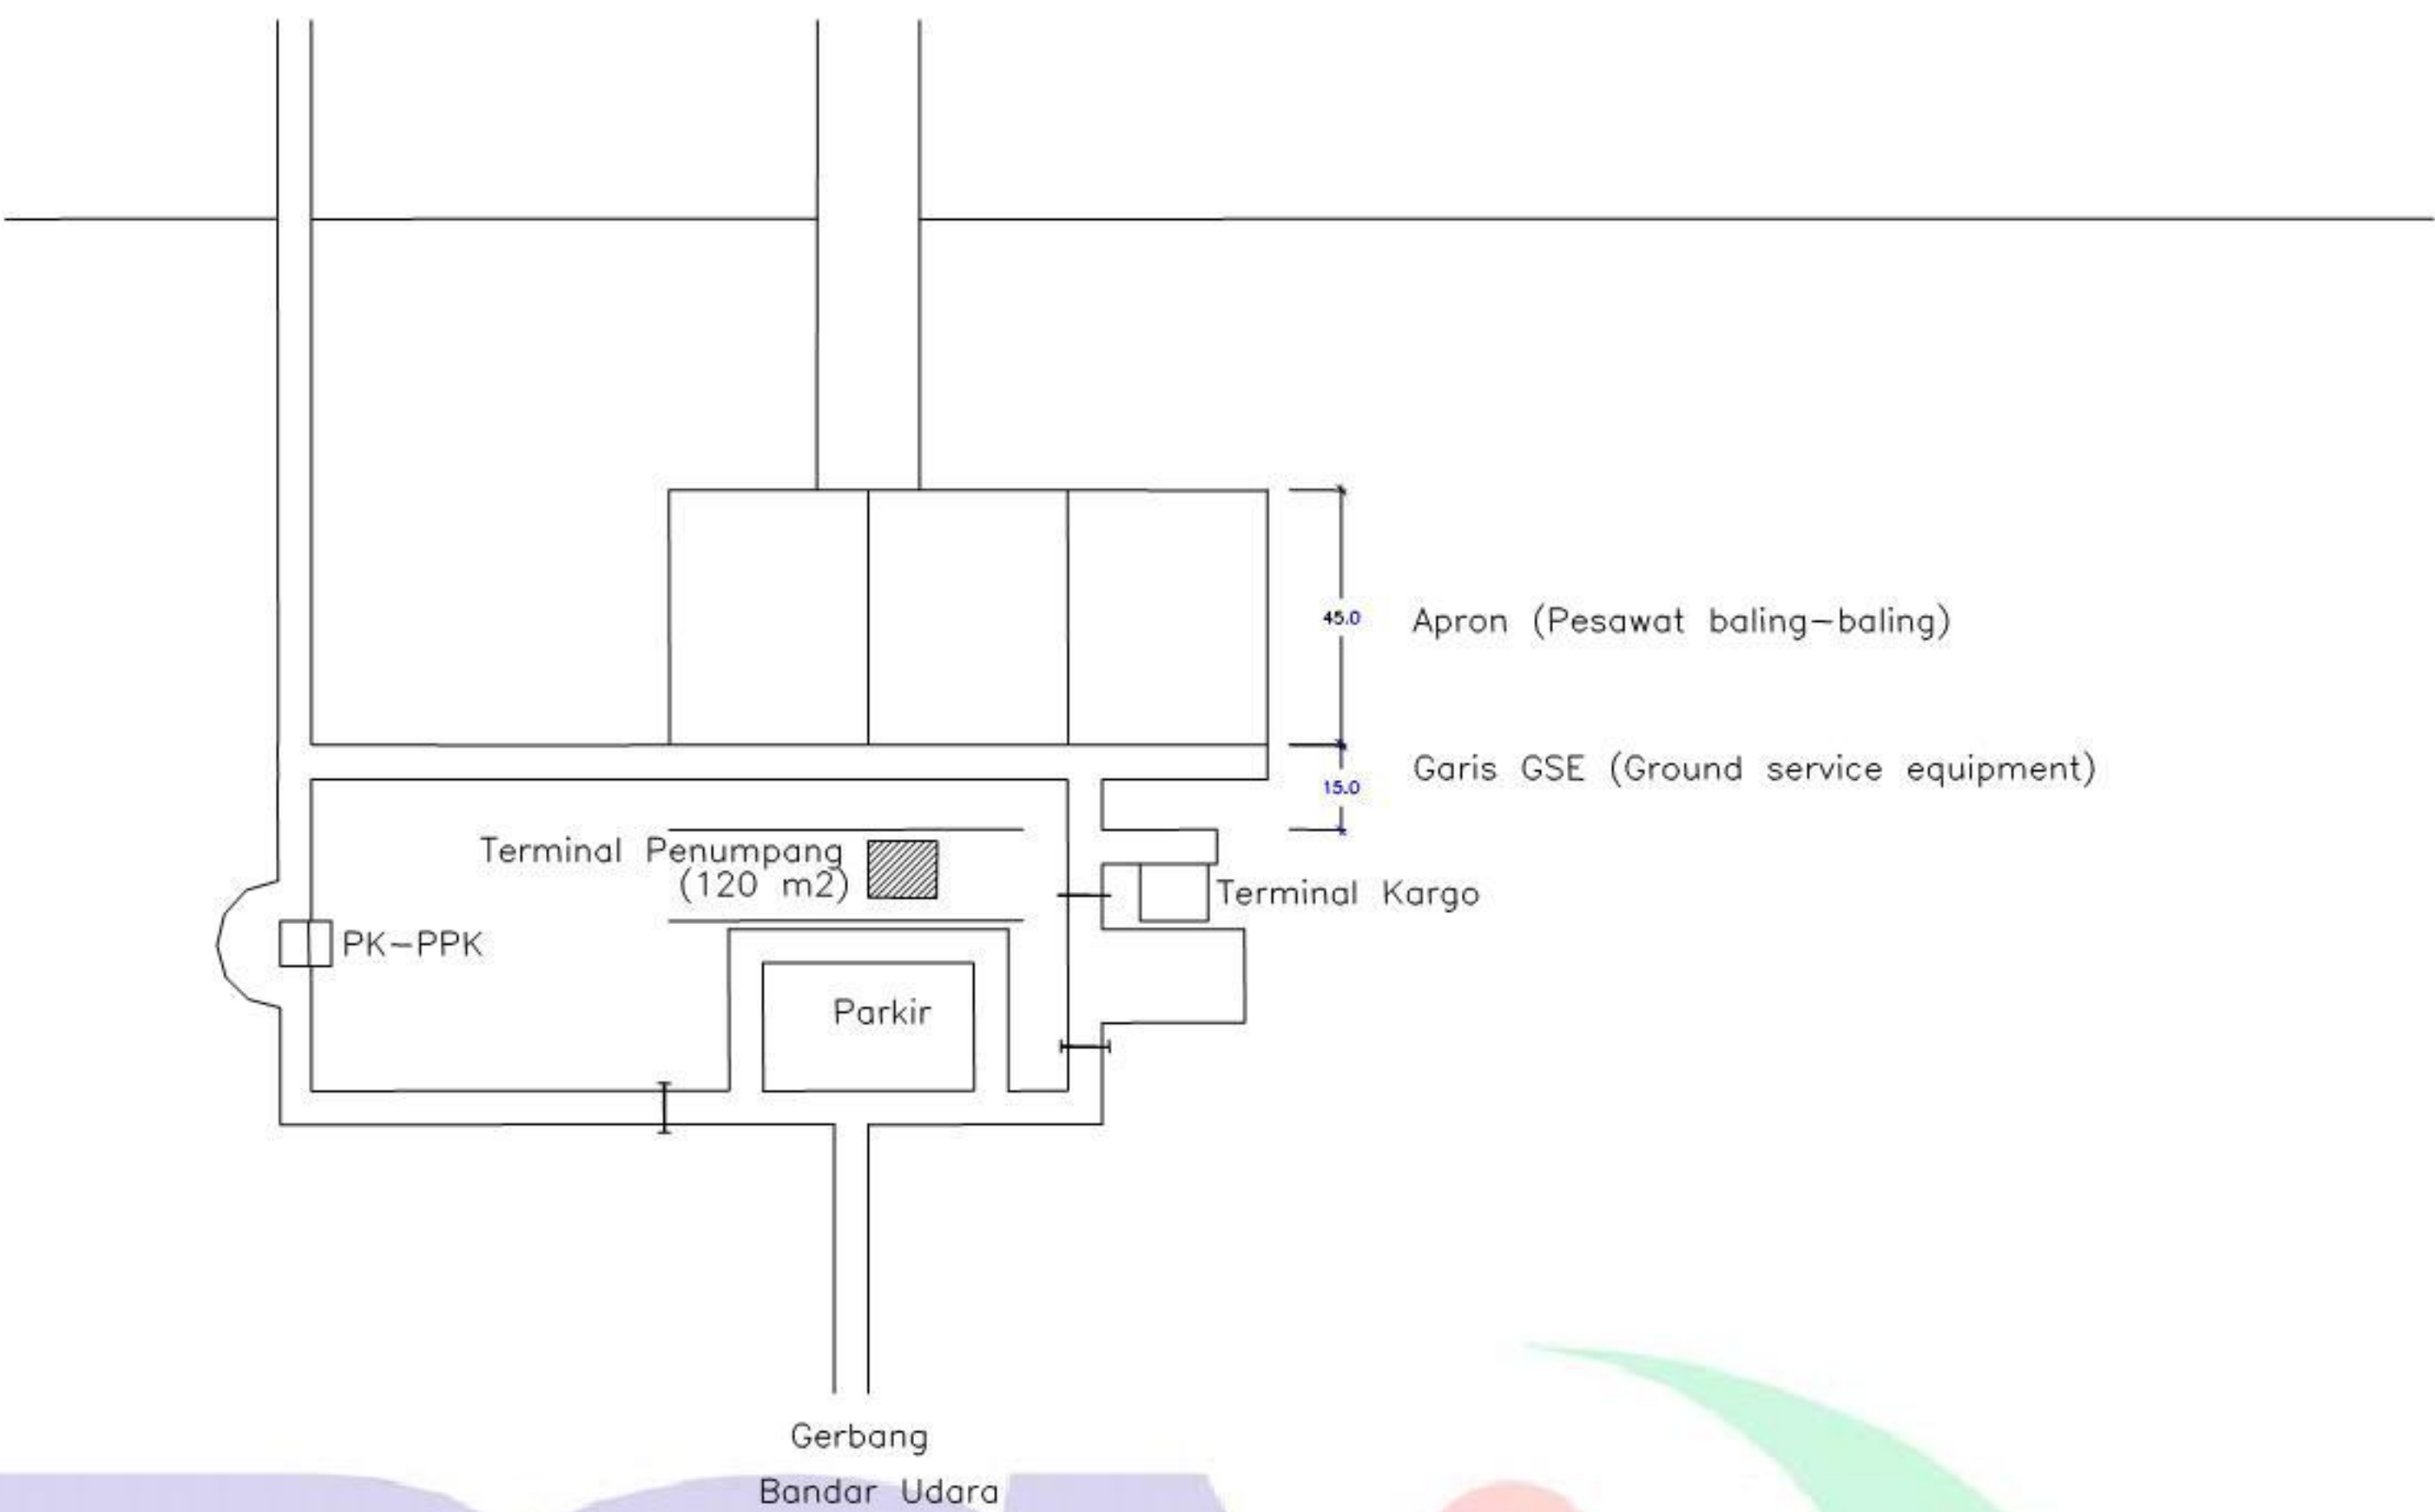 45.0
Apron (Pesawat baling-baling)
Garis GSE (Ground service equipment)
15.0
Terminal Penumpang
(120 m2)
Terminal Kargo
PK-PPK
Parkir
Gerbang
Bandar Udara